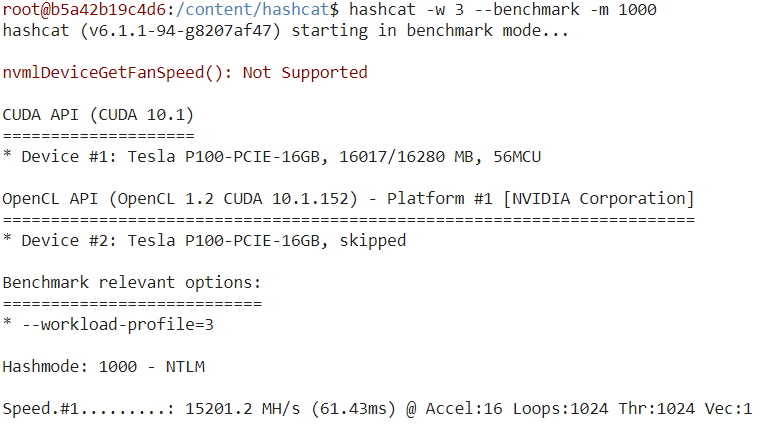 root@b5a42b19c4d6:/content/hashcat$ hashcat -w 3 --benchmark -m 1000
hashcat (v6.1.1-94-g8207af47) starting in benchmark mode...
nvmlDeviceGetFanSpeed(): Not Supported
CUDA API (CUDA 10.1)
====================
* Device #1: Tesla P100-PCIE-16GB, 16017/16280 MB, 56MCU
OpenCL API (OpenCL 1.2 CUDA 10.1.152) - Platform #1 [NVIDIA Corporation]
========================================================================
* Device #2: Tesla P100-PCIE-16GB, skipped
Benchmark relevant options:
===========================
* --workload-profile=3
Hashmode: 1000 - NTLM
Speed.#1.........: 15201.2 MH/s (61.43ms) @ Accel:16 Loops:1024 Thr:1024 Vec:1